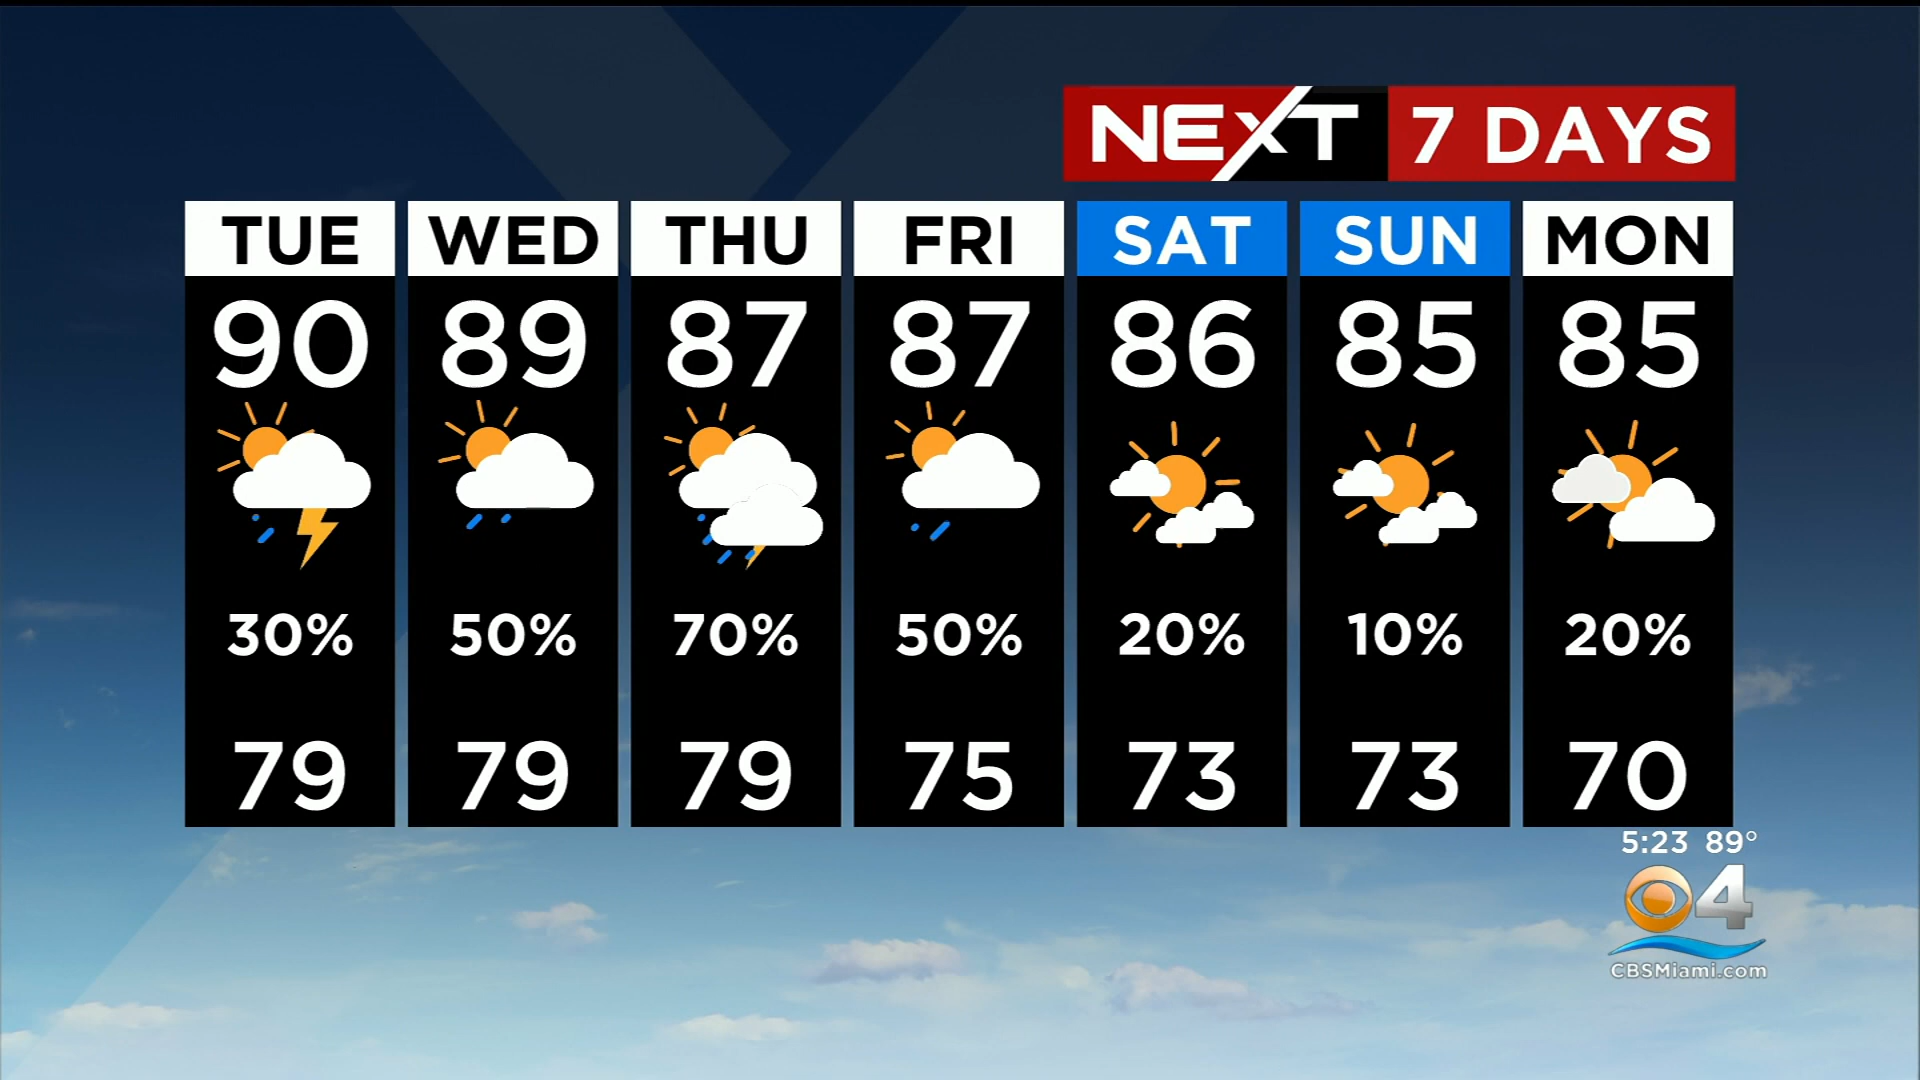 NEXT 7 DAYS
TUE WED THU FRI SAT SUN MON
90 89 87 87 86 85 85
30% 50% 70% 50% 20% 10% 20%
79 79 79 75 73 73 70
5:23 89°
4
CBSMiami.com